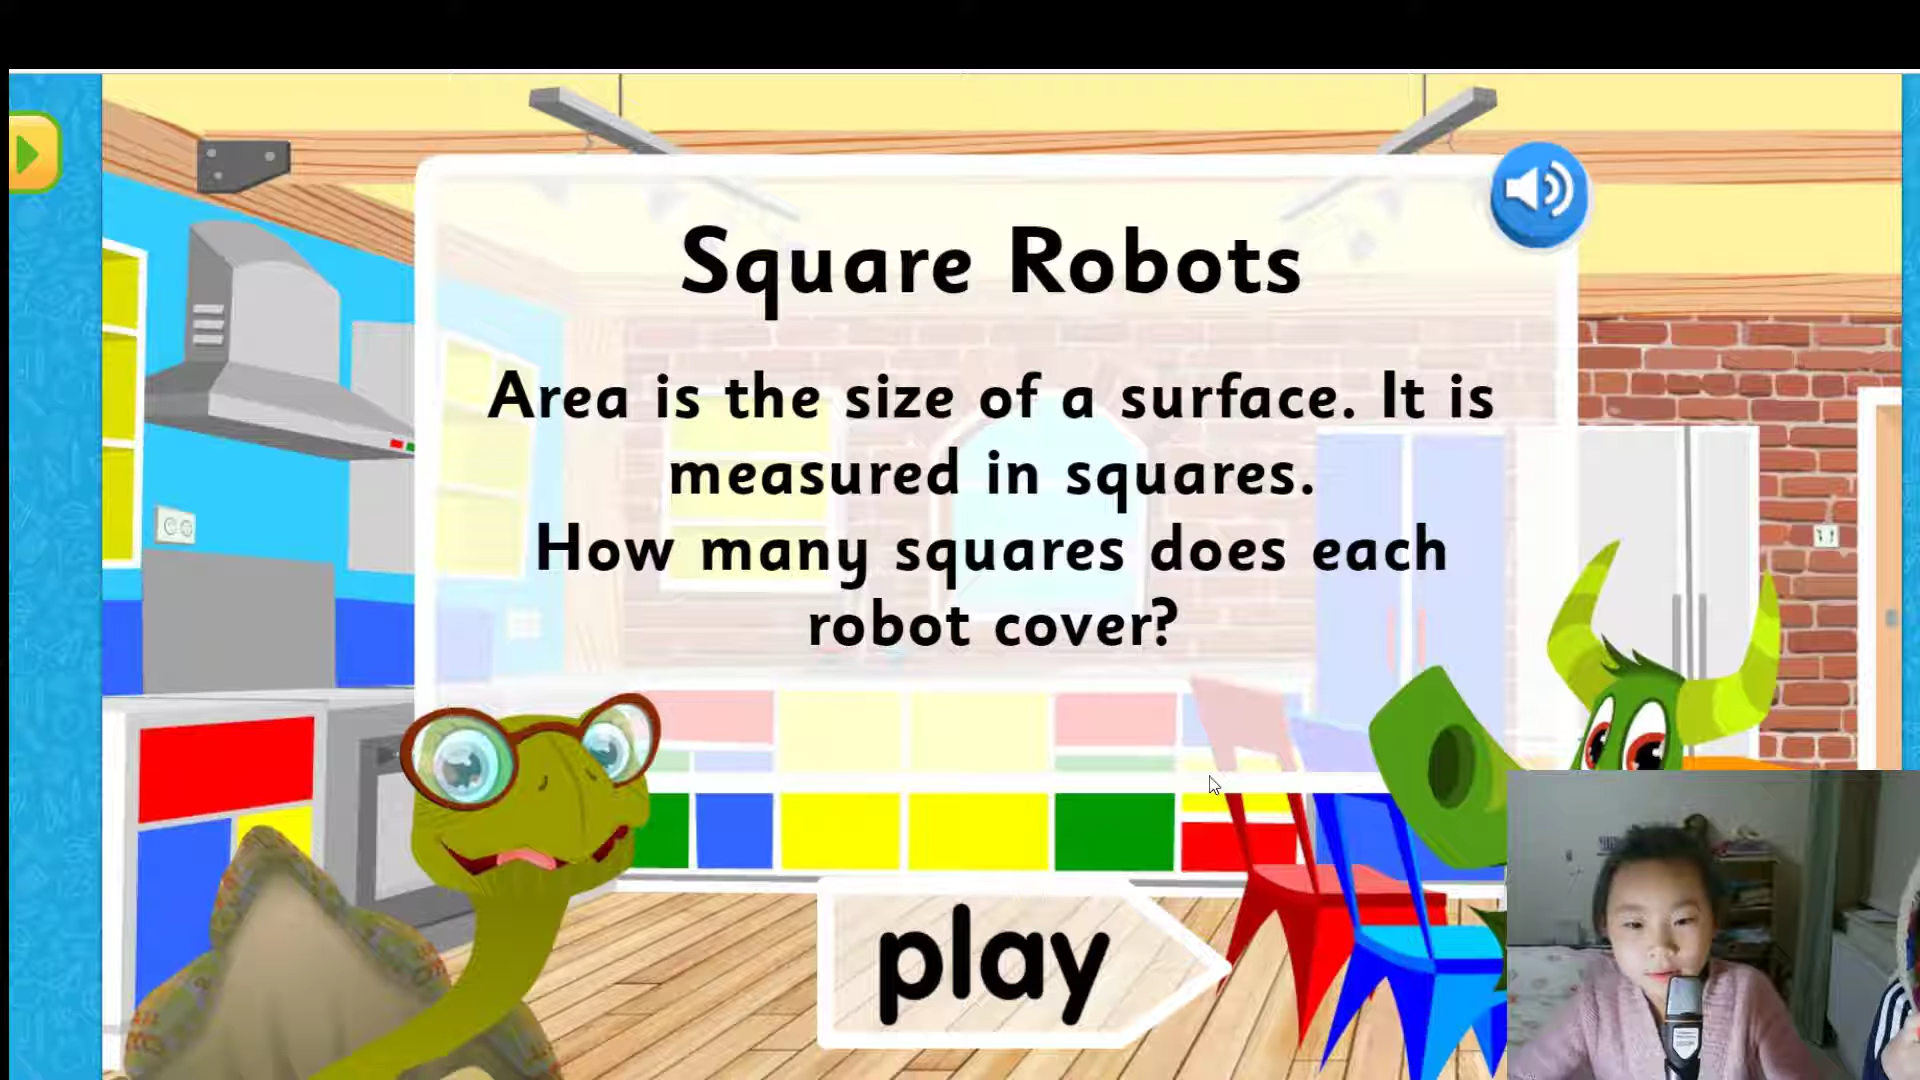 Square Robots
Area is the size of a surface. It is
measured in squares.
How many squares does each
robot cover?
play